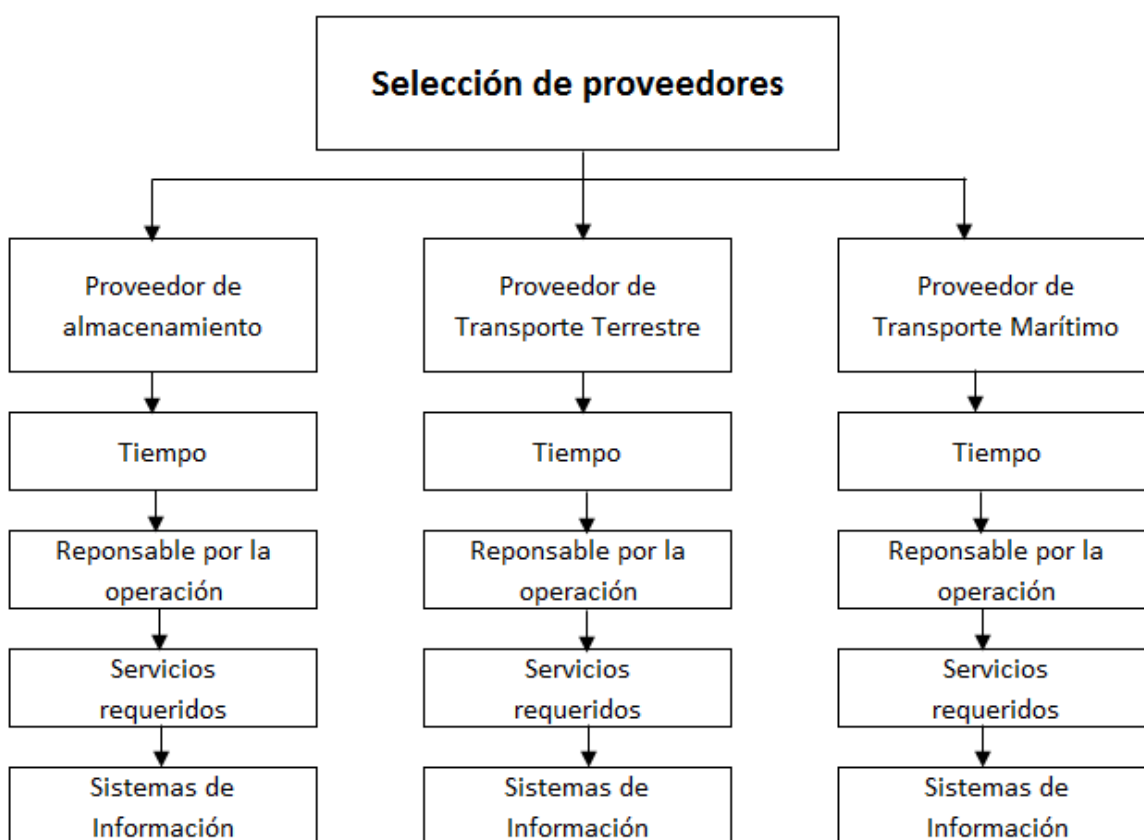 Selección de proveedores
Proveedor de
almacenamiento
Proveedor de
Transporte Terrestre
Proveedor de
Transporte Marítimo
Tiempo
Tiempo
Tiempo
Reponsable por la
operación
Reponsable por la
operación
Reponsable por la
operación
Servicios
requeridos
Servicios
requeridos
Servicios
requeridos
Sistemas de
Información
Sistemas de
Información
Sistemas de
Información